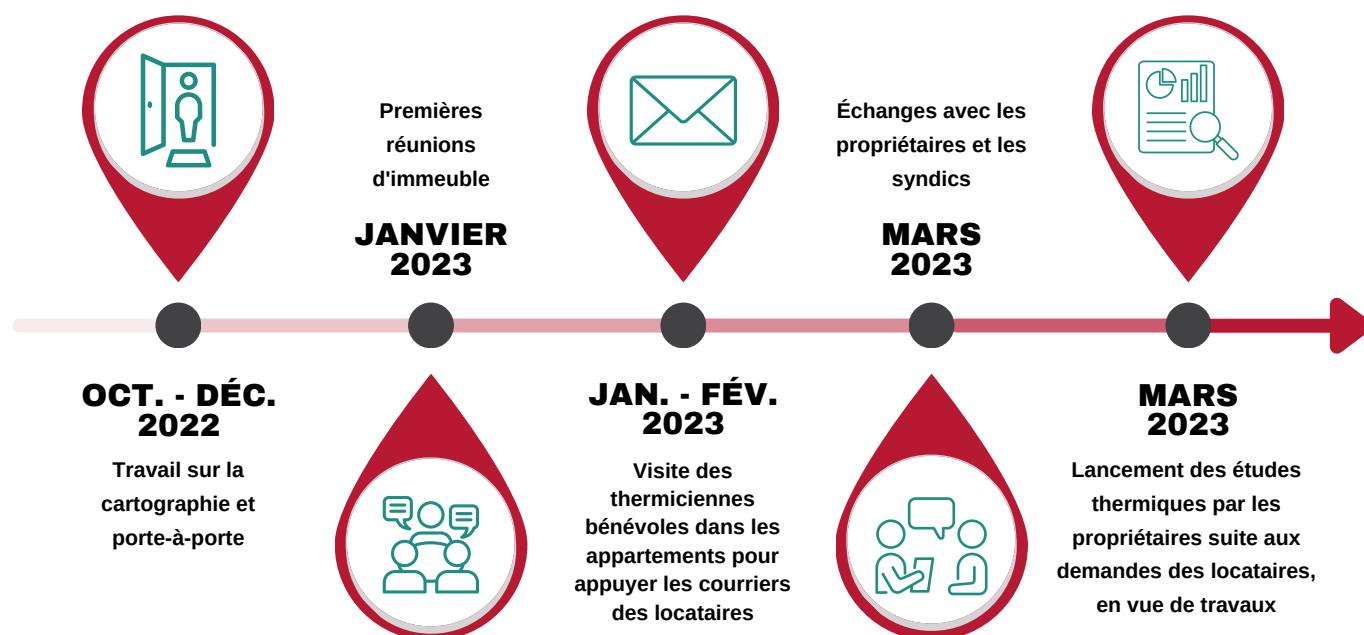 OCT. - DÉC.
2022
Travail sur la
cartographie et
porte-à-porte
Premières
réunions
d'immeuble
JANVIER
2023
JAN. - FÉV.
2023
Visite des
thermiciennes
bénévoles dans les
appartements pour
appuyer les courriers
des locataires
Échanges avec les
propriétaires et les
syndics
MARS
2023
MARS
2023
Lancement des études
thermiques par les
propriétaires suite aux
demandes des locataires,
en vue de travaux